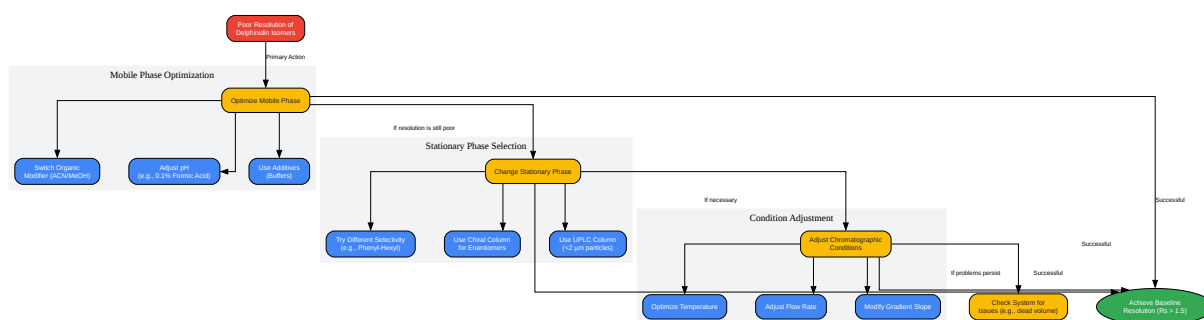 Poor Resolution of
Delphinidin Isomers
Primary Action
Mobile Phase Optimization
Optimize Mobile Phase
If resolution is still poor
Switch Organic
Modifier (ACN/MeOH)
Adjust pH
(e.g., 0.1% Formic Acid)
Use Additives
(Buffers)
Stationary Phase Selection
Change Stationary Phase
If necessary
Successful
Try Different Selectivity
(e.g., Phenyl-Hexyl)
Use Chiral Column
for Enantiomers
Use UPLC Column
(<2 µm particles)
Condition Adjustment
Adjust Chromatographic
Conditions
Successful
If problems persist
Successful
Optimize Temperature
Adjust Flow Rate
Modify Gradient Slope
Check System for
Issues (e.g., dead volume)
Achieve Baseline
Resolution (Rs > 1.5)